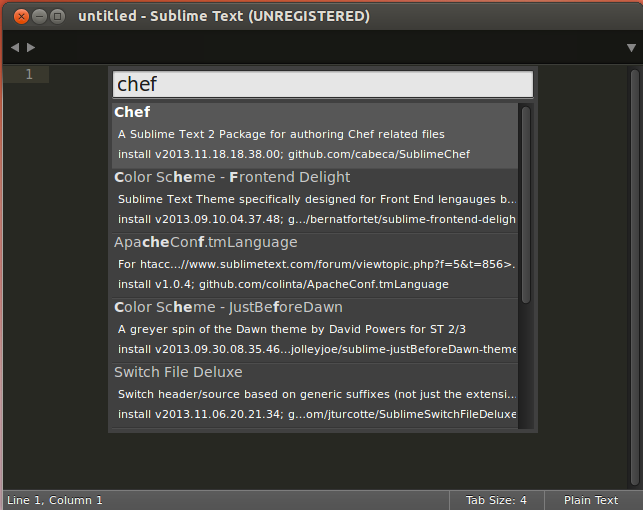 untitled - Sublime Text (UNREGISTERED)
1
chef
Chef
A Sublime Text 2 Package for authoring Chef related files
install v2013.11.18.18.38.00; github.com/cabeca/SublimeChef
Color Scheme - Frontend Delight
Sublime Text Theme specifically designed for Front End lengauges b...
install v2013.09.10.04.37.48; g.../bernatfortet/sublime-frontend-deligh
ApacheConf.tmLanguage
For htacc...//www.sublimetext.com/forum/viewtopic.php?f=5&t=856>.
install v1.0.4; github.com/colinta/ApacheConf.tmLanguage
Color Scheme - JustBeforeDawn
A greyer spin of the Dawn theme by David Powers for ST 2/3
install v2013.09.30.08.35.46...jolleyjoe/sublime-justBeforeDawn-theme
Switch File Deluxe
Switch header/source based on generic suffixes (not just the extensi...
install v2013.11.06.20.21.34; g...om/jturcotte/SublimeSwitchFileDeluxe
Line 1, Column 1
Tab Size: 4
Plain Text